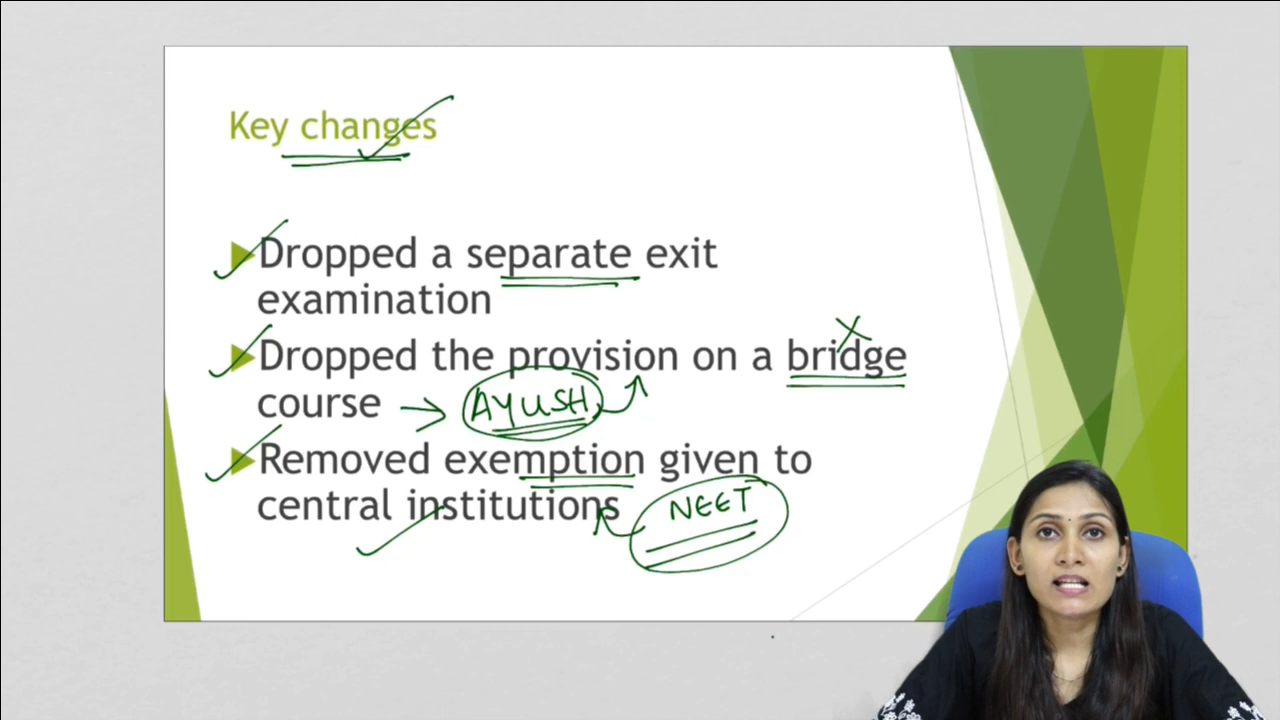 Key changes
Dropped a separate exit
examination
Dropped the provision on a bridge
course → AYUSH
Removed exemption given to
central institutions NEET